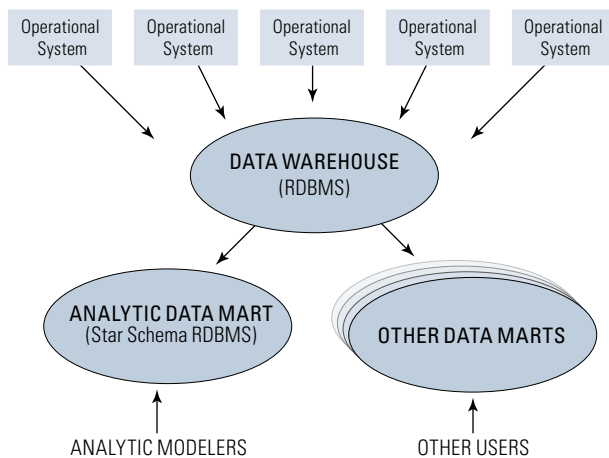 Operational
System
Operational
System
Operational
System
Operational
System
Operational
System
DATA WAREHOUSE
(RDBMS)
ANALYTIC DATA MART
(Star Schema RDBMS)
OTHER DATA MARTS
ANALYTIC MODELERS
OTHER USERS